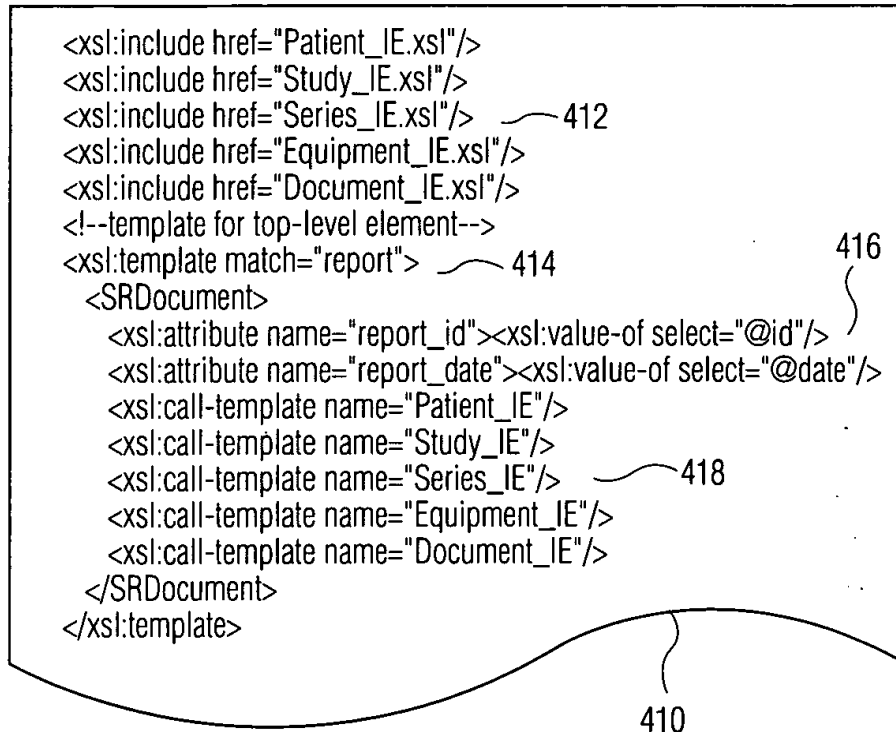 <xsl:include href="Patient_IE.xsl"/>
<xsl:include href="Study_IE.xsl"/>
<xsl:include href="Series_IE.xsl"/> 412
<xsl:include href="Equipment_IE.xsl"/>
<xsl:include href="Document_IE.xsl"/>
<!--template for top-level element-->
<xsl:template match="report"> 414
416
<SRDocument>
<xsl:attribute name="report_id"><xsl:value-of select="@id"/>
<xsl:attribute name="report_date"><xsl:value-of select="@date"/>
<xsl:call-template name="Patient_IE"/>
<xsl:call-template name="Study_IE"/>
<xsl:call-template name="Series_IE"/> 418
<xsl:call-template name="Equipment_IE"/>
<xsl:call-template name="Document_IE"/>
</SRDocument>
</xsl:template>
410